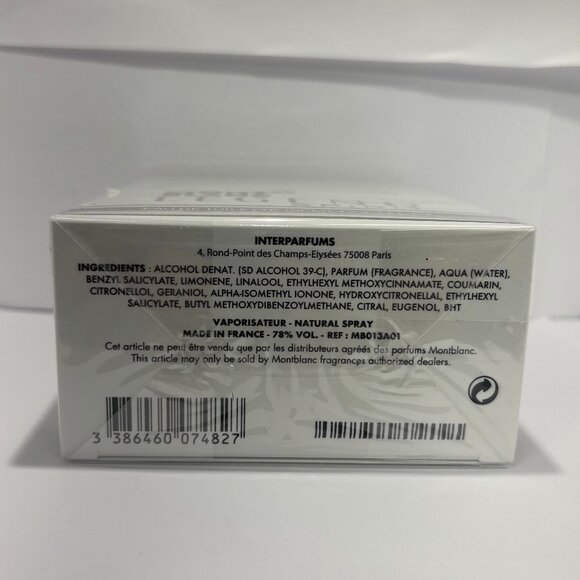 LEGEND
INTERPARFUMS
4, Rond-Point des Champs-Elysées 75008 Paris
INGREDIENTS : ALCOHOL DENAT. (SD ALCOHOL 39-C), PARFUM (FRAGRANCE), AQUA (WATER),
BENZYL SALICYLATE, LIMONENE, LINALOOL, ETHYLHEXYL METHOXYCINNAMATE, COUMARIN,
CITRONELLOL, GERANIOL, ALPHA-ISOMETHYL IONONE, HYDROXYCITRONELLAL, ETHYLHEXYL
SALICYLATE, BUTYL METHOXYDIBENZOYLMETHANE, CITRAL, EUGENOL, BHT
VAPORISATEUR - NATURAL SPRAY
MADE IN FRANCE - 78% VOL. - REF : MB013A01
Cet article ne peut être vendu que par les distributeurs agréés des parfums Montblanc.
This article may only be sold by Montblanc fragrances authorized dealers.
3 386460 074827